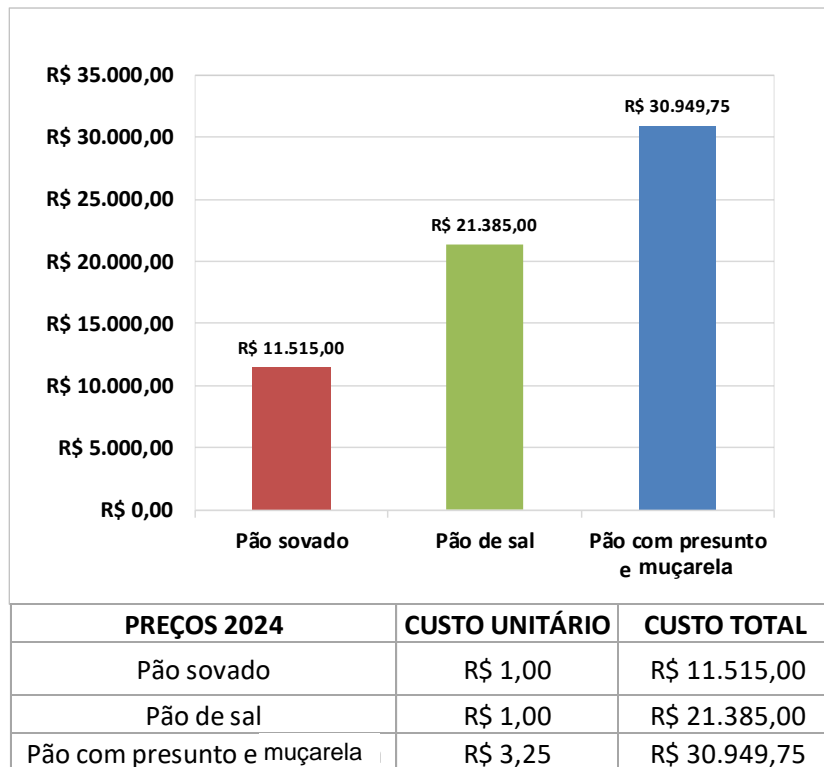 R$ 35.000,00
R$ 30.000,00
R$ 25.000,00
R$ 20.000,00
R$ 15.000,00
R$ 10.000,00
R$ 5.000,00
R$ 0,00
R$ 11.515,00
R$ 21.385,00
R$ 30.949,75
Pão sovado
Pão de sal
Pão com presunto
e muçarela
PREÇOS 2024 CUSTO UNITÁRIO CUSTO TOTAL
Pão sovado R$ 1,00 R$ 11.515,00
Pão de sal R$ 1,00 R$ 21.385,00
Pão com presunto e muçarela R$ 3,25 R$ 30.949,75